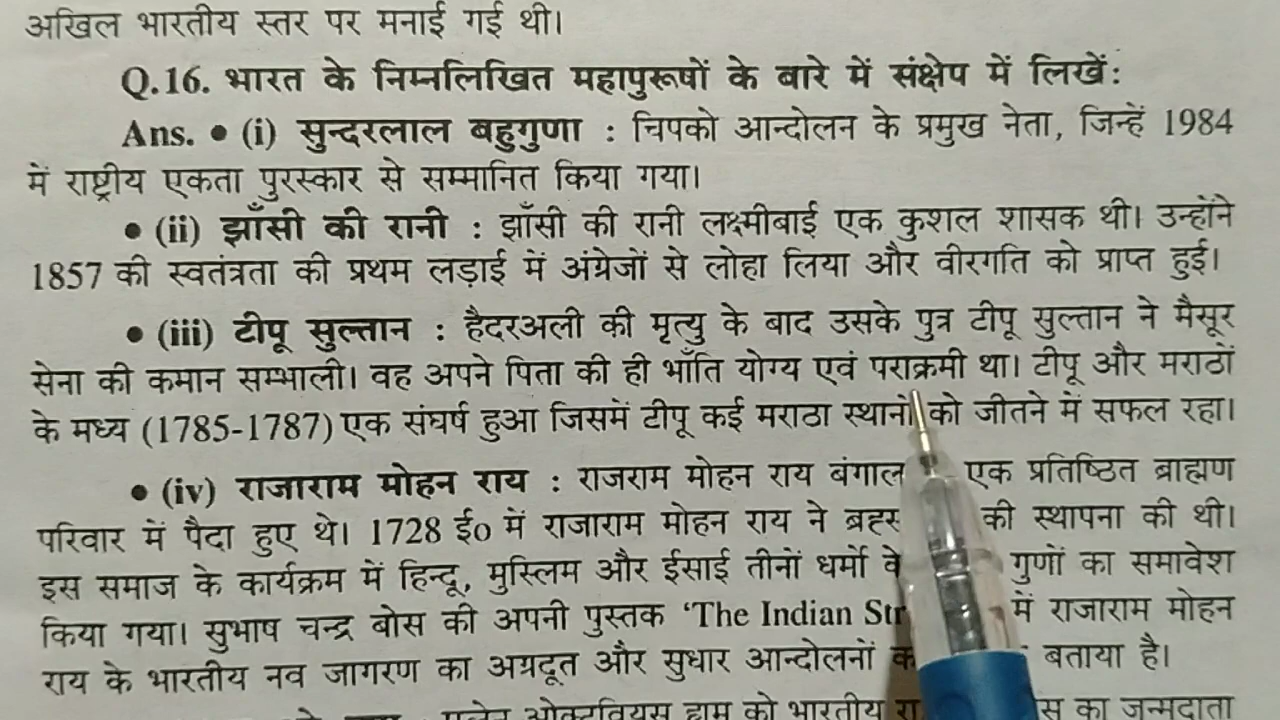 अखिल भारतीय स्तर पर मनाई गई थी।
Q.16. भारत के निम्नलिखित महापुरूषों के बारे में संक्षेप में लिखें:
Ans. • (i) सुन्दरलाल बहुगुणा : चिपको आन्दोलन के प्रमुख नेता, जिन्हें 1984
में राष्ट्रीय एकता पुरस्कार से सम्मानित किया गया।
• (ii) झाँसी की रानी : झाँसी की रानी लक्ष्मीबाई एक कुशल शासक थी। उन्होंने
1857 की स्वतंत्रता की प्रथम लड़ाई में अंग्रेजों से लोहा लिया और वीरगति को प्राप्त हुई।
• (iii) टीपू सुल्तान : हैदरअली की मृत्यु के बाद उसके पुत्र टीपू सुल्तान ने मैसूर
सेना की कमान सम्भाली। वह अपने पिता की ही भाँति योग्य एवं पराक्रमी था। टीपू और मराठों
के मध्य (1785-1787) एक संघर्ष हुआ जिसमें टीपू कई मराठा स्थानों को जीतने में सफल रहा।
• (iv) राजाराम मोहन राय : राजराम मोहन राय बंगाल एक प्रतिष्ठित ब्राह्मण
परिवार में पैदा हुए थे। 1728 ई० में राजाराम मोहन राय ने की स्थापना की थी।
इस समाज के कार्यक्रम में हिन्दू, मुस्लिम और ईसाई तीनों धर्मो गुणों का समावेश
किया गया। सुभाष चन्द्र बोस की अपनी पुस्तक ‘The Indian में राजाराम मोहन
राय के भारतीय नव जागरण का अग्रदूत और सुधार आन्दोलनों बताया है।
को भारतीय का जन्मदाता